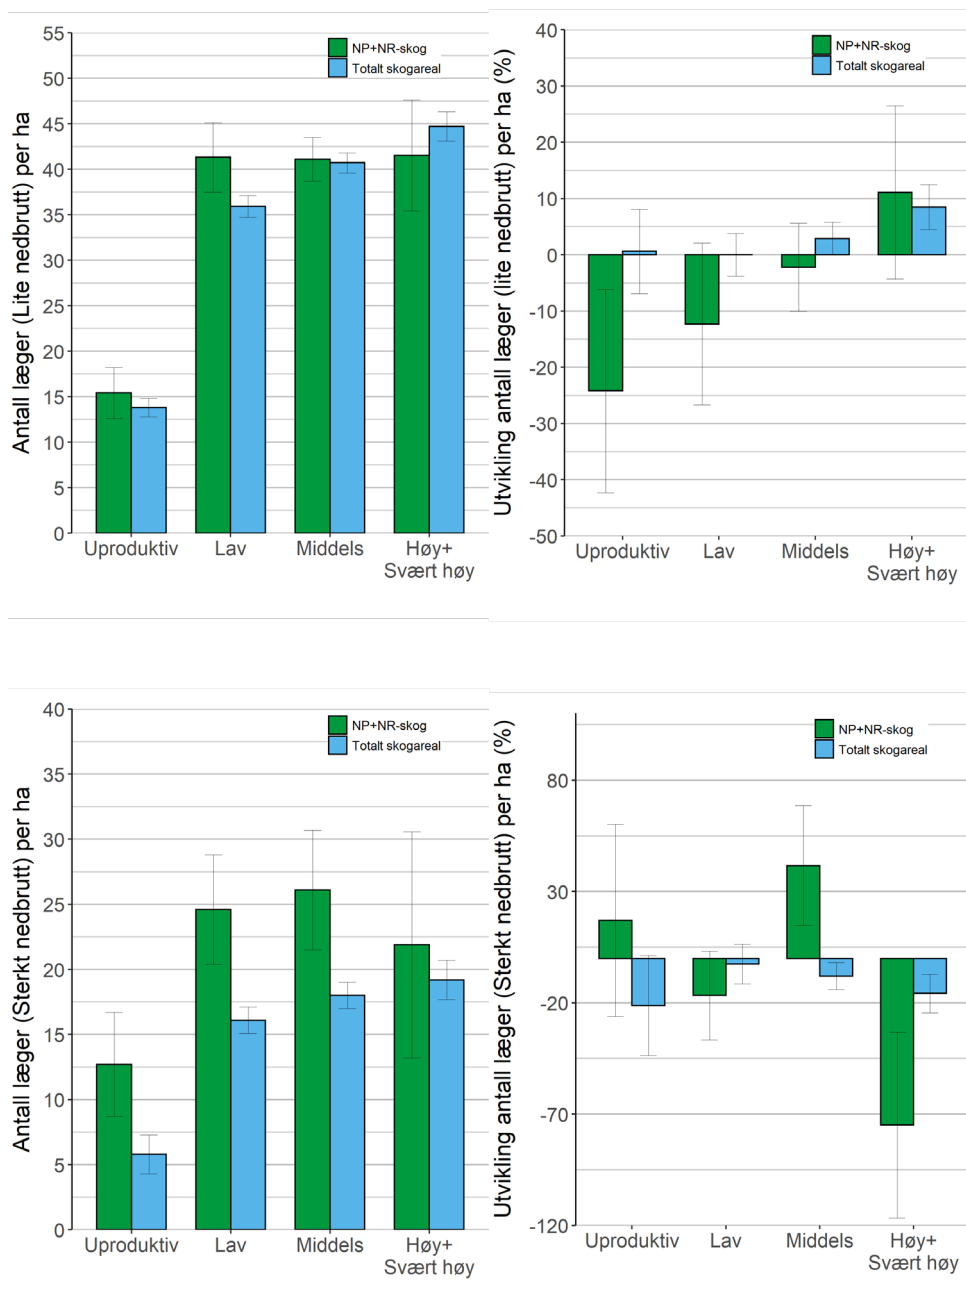 Antall læger (Lite nedbrutt) per ha
55
50
45
40
35
30
25
20
15
10
5
0
NP+NR-skog
Totalt skogareal
Uproduktiv
Lav
Middels
Høy+
Svært høy
Utvikling antall læger (lite nedbrutt) per ha (%)
40
30
20
10
0
-10
-20
-30
-40
-50
NP+NR-skog
Totalt skogareal
Uproduktiv
Lav
Middels
Høy+
Svært høy
Antall læger (Sterkt nedbrutt) per ha
40
35
30
25
20
15
10
5
0
NP+NR-skog
Totalt skogareal
Uproduktiv
Lav
Middels
Høy+
Svært høy
Utvikling antall læger (Sterkt nedbrutt) per ha (%)
80
30
-20
-70
-120
NP+NR-skog
Totalt skogareal
Uproduktiv
Lav
Middels
Høy+
Svært høy